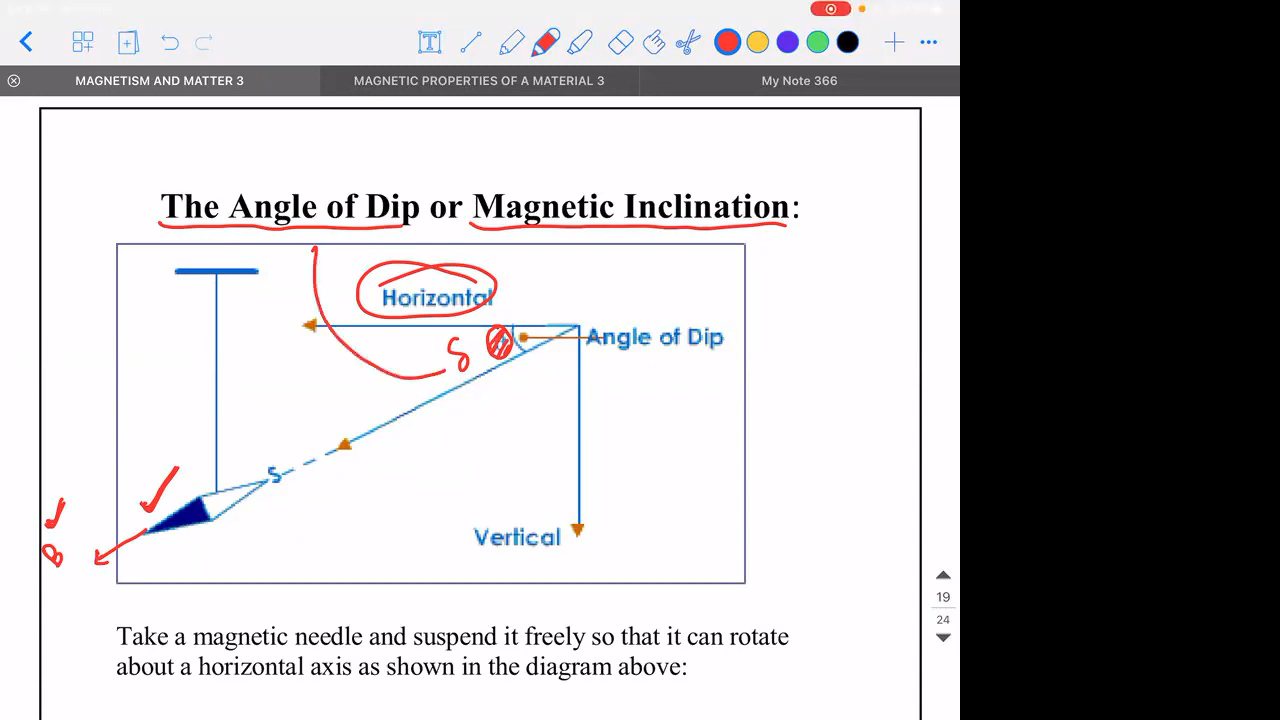 MAGNETISM AND MATTER 3
MAGNETIC PROPERTIES OF A MATERIAL 3
My Note 366
The Angle of Dip or Magnetic Inclination:
Horizontal
Angle of Dip
δ
S
Vertical
B
19
24
Take a magnetic needle and suspend it freely so that it can rotate
about a horizontal axis as shown in the diagram above: